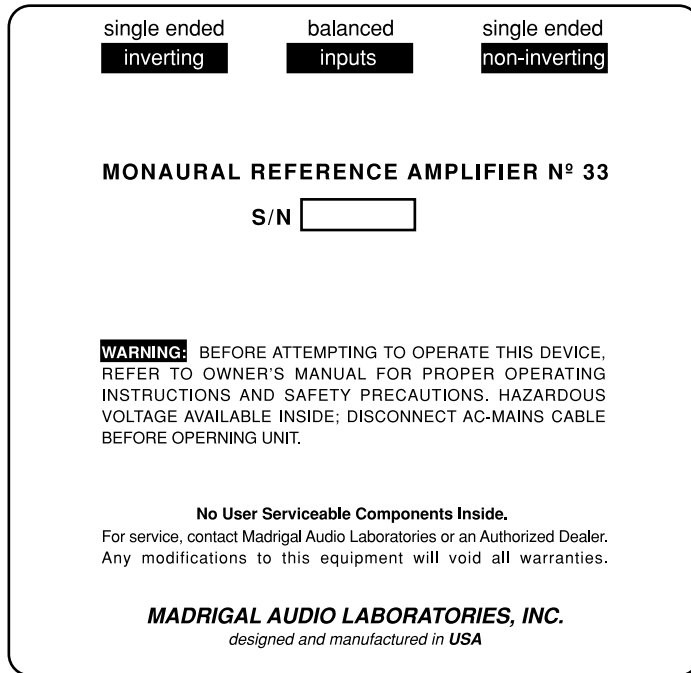 single ended balanced single ended
inverting inputs non-inverting
MONAURAL REFERENCE AMPLIFIER Nº 33
S/N
WARNING: BEFORE ATTEMPTING TO OPERATE THIS DEVICE,
REFER TO OWNER'S MANUAL FOR PROPER OPERATING
INSTRUCTIONS AND SAFETY PRECAUTIONS. HAZARDOUS
VOLTAGE AVAILABLE INSIDE; DISCONNECT AC-MAINS CABLE
BEFORE OPERNING UNIT.
No User Serviceable Components Inside.
For service, contact Madrigal Audio Laboratories or an Authorized Dealer.
Any modifications to this equipment will void all warranties.
MADRIGAL AUDIO LABORATORIES, INC.
designed and manufactured in USA